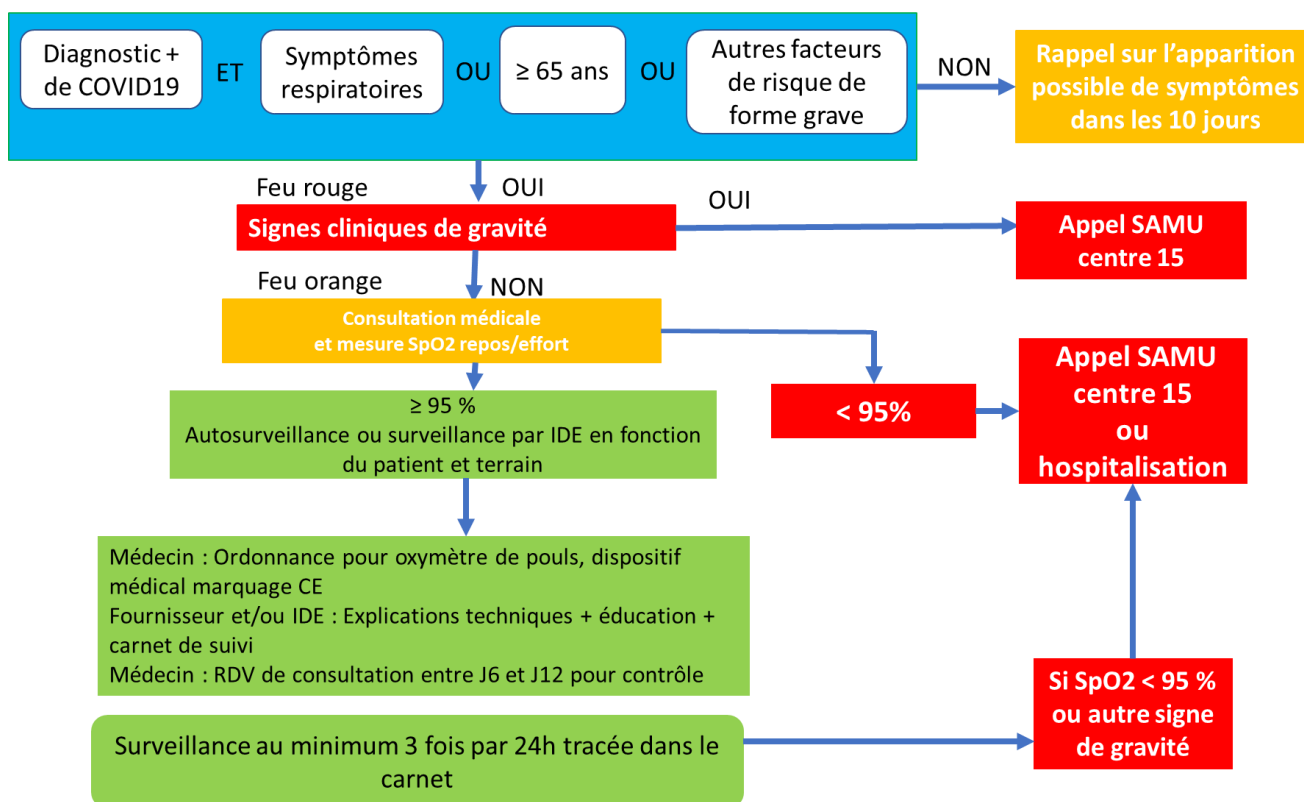 Diagnostic +
de COVID19
ET
Symptômes
respiratoires
OU
≥ 65 ans
OU
Autres facteurs
de risque de
forme grave
NON
Rappel sur l’apparition
possible de symptômes
dans les 10 jours
Feu rouge
OUI
Signes cliniques de gravité
OUI
Appel SAMU
centre 15
Feu orange
NON
Consultation médicale
et mesure SpO2 repos/effort
< 95%
Appel SAMU
centre 15
ou
hospitalisation
≥ 95 %
Autosurveillance ou surveillance par IDE en fonction
du patient et terrain
Médecin : Ordonnance pour oxymètre de pouls, dispositif
médical marquage CE
Fournisseur et/ou IDE : Explications techniques + éducation +
carnet de suivi
Médecin: RDV de consultation entre J6 et J12 pour contrôle
Surveillance au minimum 3 fois par 24h tracée dans le
carnet
Si SpO2 < 95 %
ou autre signe
de gravité